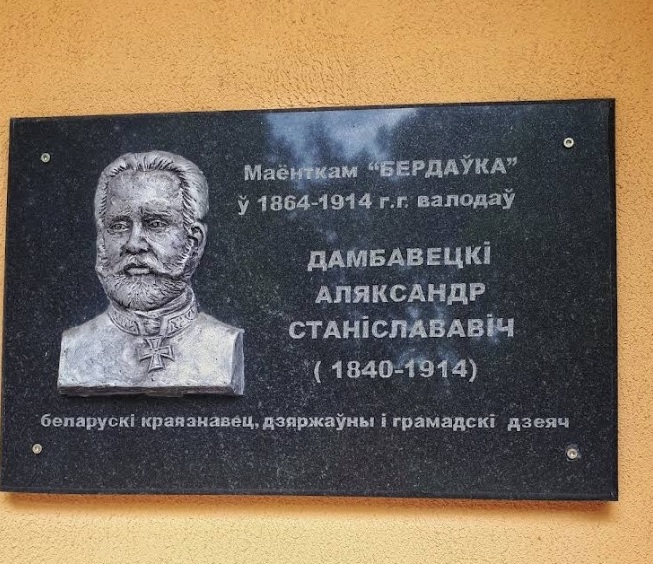 Маёнткам “БЕРДАЎКА”
ў 1864-1914 г.г. валодаў
ДАМБАВЕЦКІ
АЛЯКСАНДР
СТАНІСЛАВАВІЧ
( 1840-1914)
беларускі краязнавец, дзяржаўны і грамадскі дзеяч